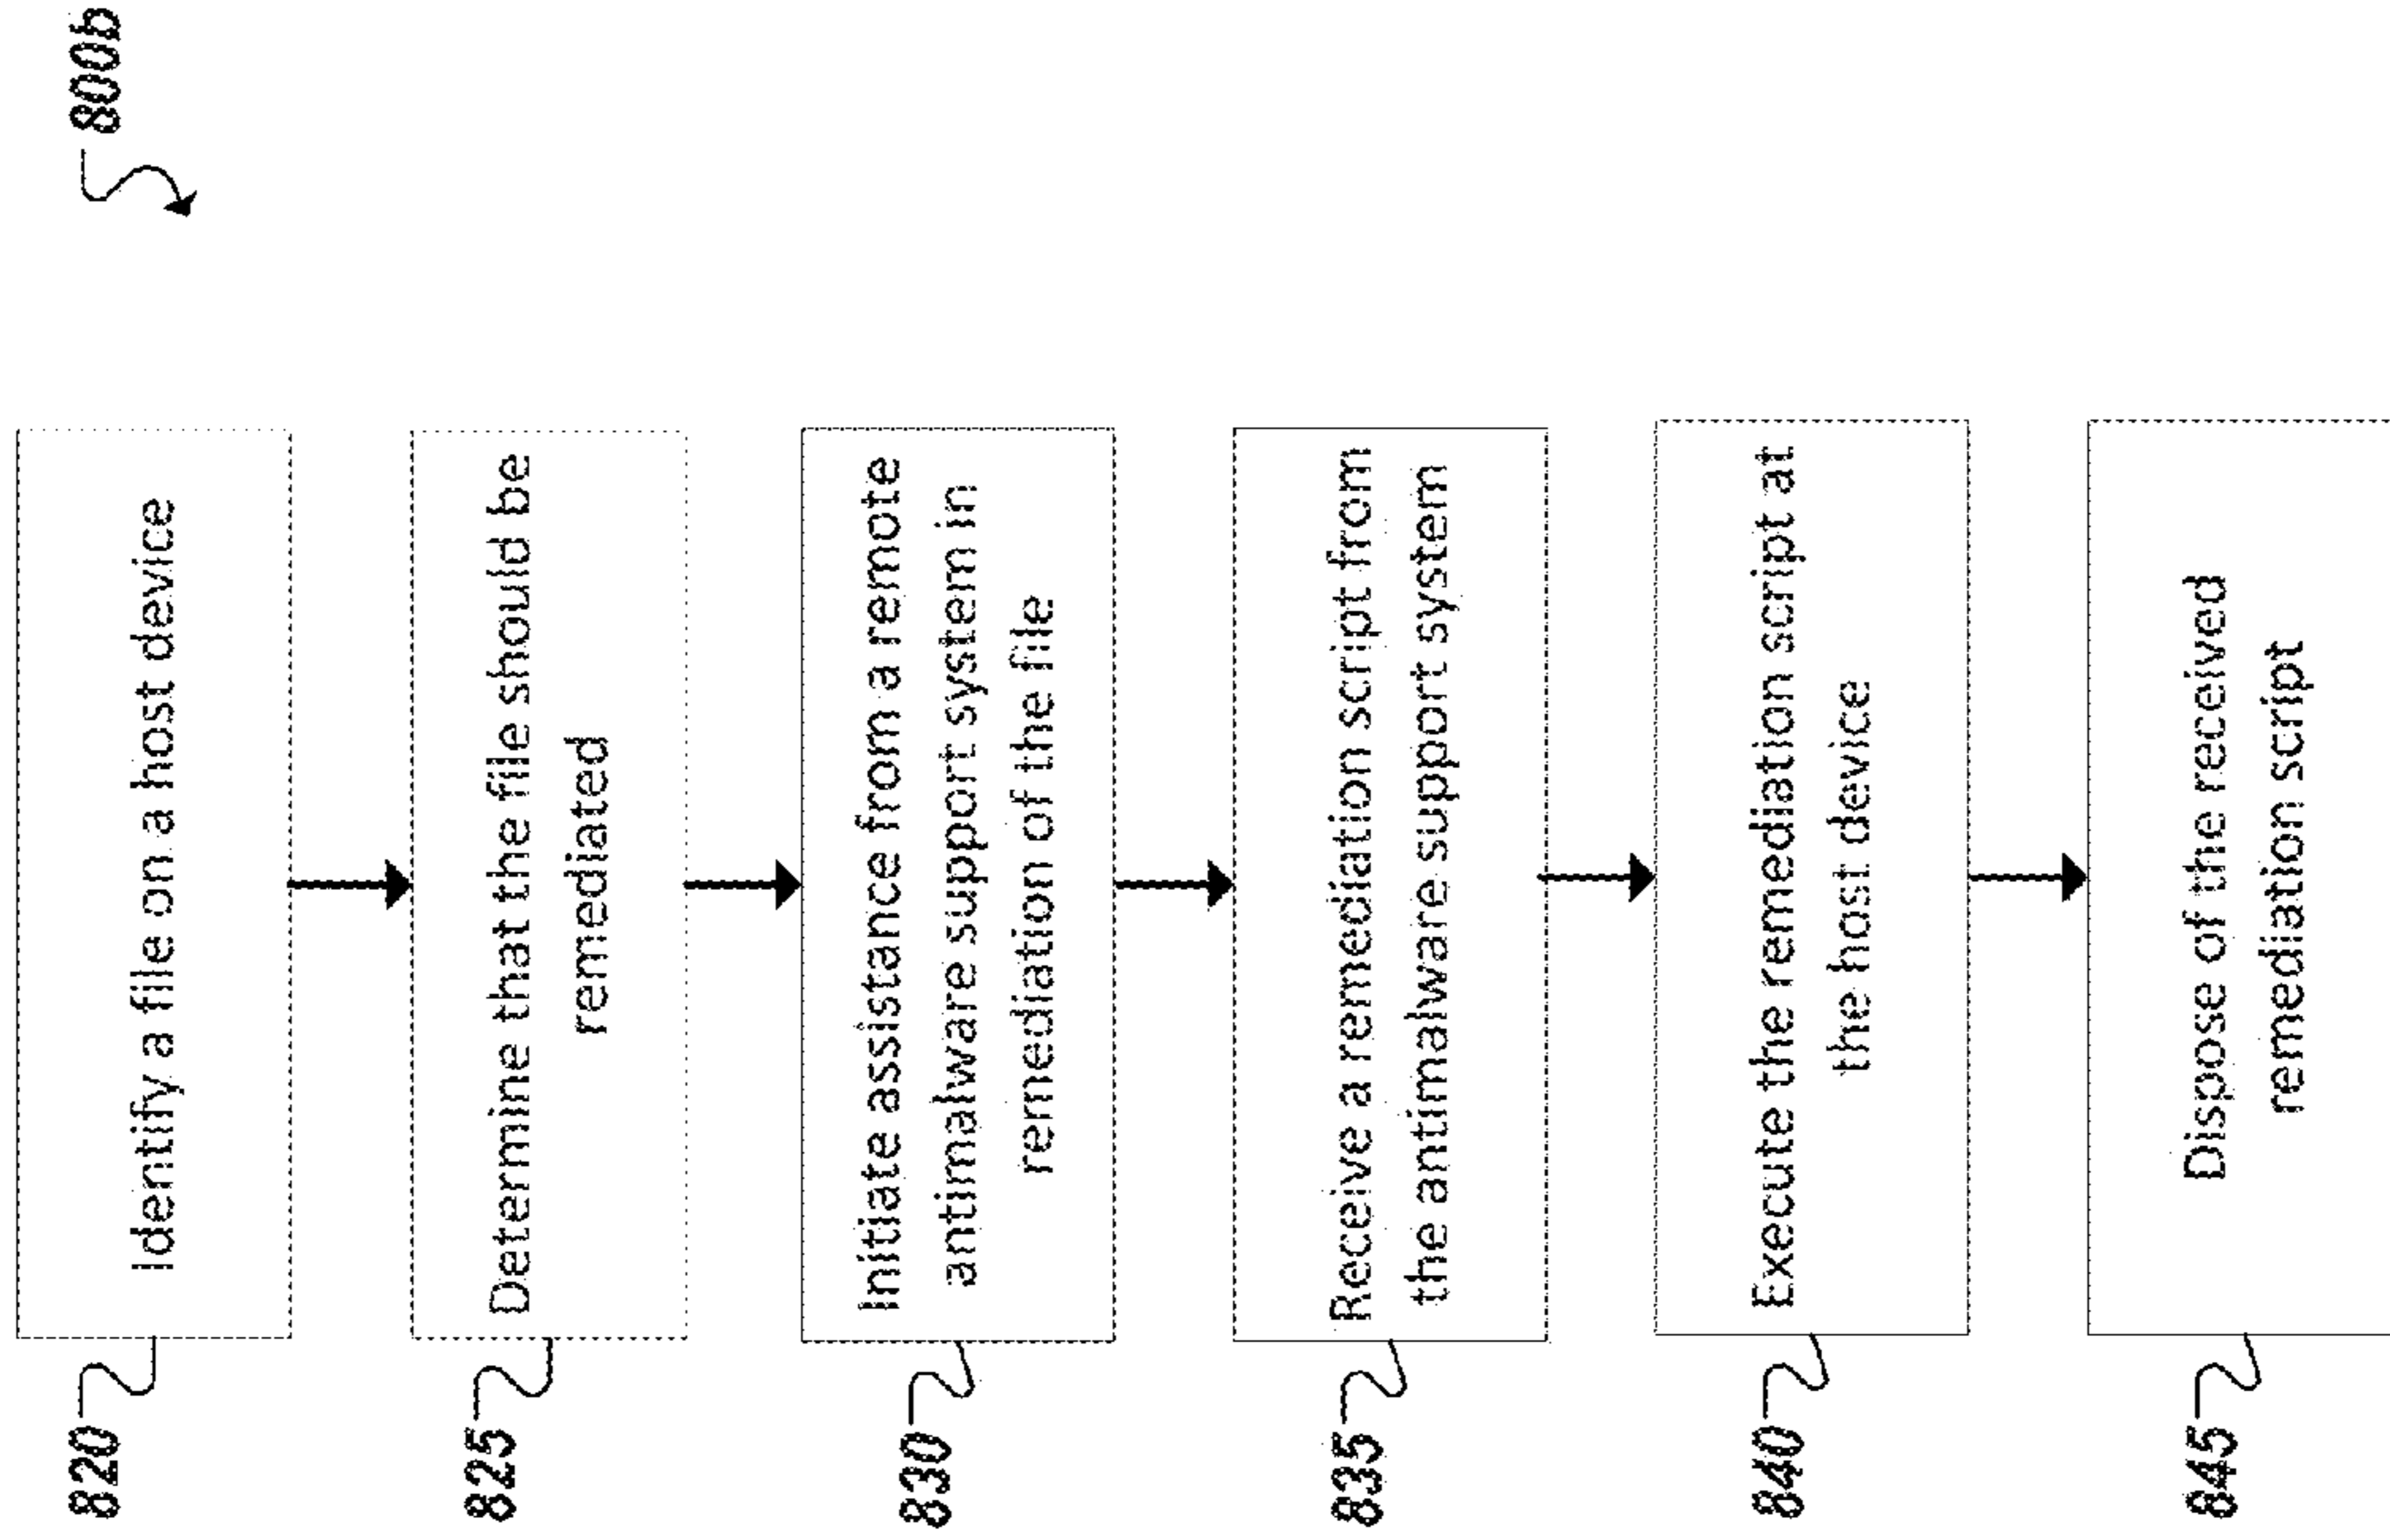 800b
820
Identify a file on a host device
825
Determine that the file should be
remediated
830
Initiate assistance from a remote
antimalware support system in
remediation of the file
835
Receive a remediation script from
the antimalware support system
840
Execute the remediation script at
the host device
845
Dispose of the received
remediation script